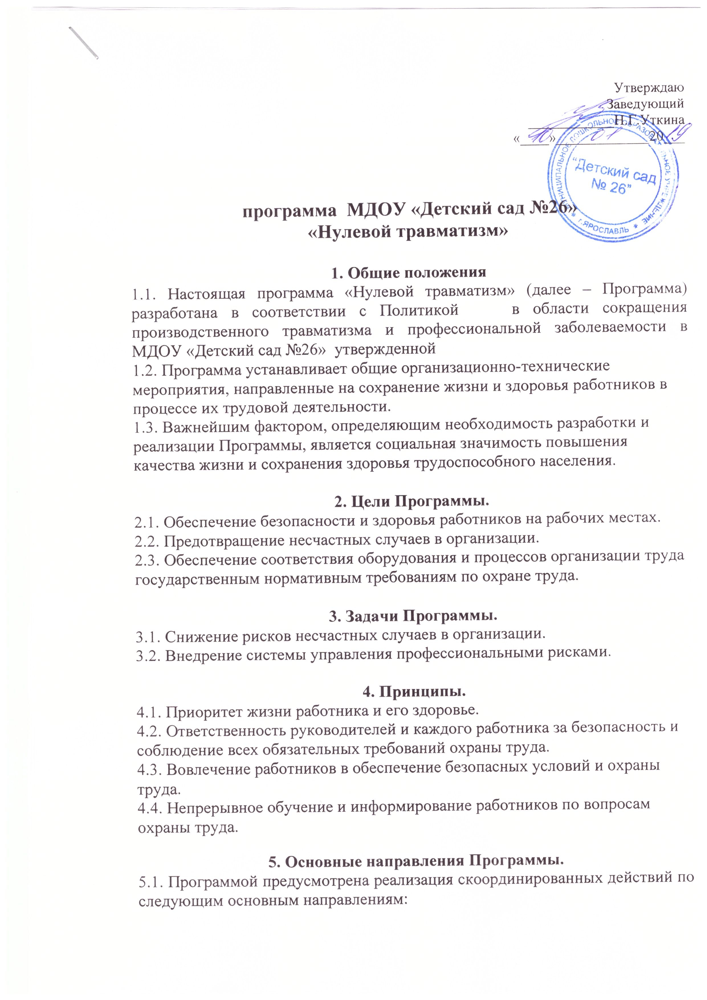 Утверждаю
Заведующий
Н.Г.Уткина
«10» 01 2019
МУНИЦИПАЛЬНОЕ ДОШКОЛЬНОЕ ОБРАЗОВАТЕЛЬНОЕ УЧРЕЖДЕНИЕ * г.ЯРОСЛАВЛЬ *
“Детский сад
№ 26”
программа МДОУ «Детский сад №26»
«Нулевой травматизм»
1. Общие положения
1.1. Настоящая программа «Нулевой травматизм» (далее – Программа)
разработана в соответствии с Политикой в области сокращения
производственного травматизма и профессиональной заболеваемости в
МДОУ «Детский сад №26» утвержденной
1.2. Программа устанавливает общие организационно-технические
мероприятия, направленные на сохранение жизни и здоровья работников в
процессе их трудовой деятельности.
1.3. Важнейшим фактором, определяющим необходимость разработки и
реализации Программы, является социальная значимость повышения
качества жизни и сохранения здоровья трудоспособного населения.
2. Цели Программы.
2.1. Обеспечение безопасности и здоровья работников на рабочих местах.
2.2. Предотвращение несчастных случаев в организации.
2.3. Обеспечение соответствия оборудования и процессов организации труда
государственным нормативным требованиям по охране труда.
3. Задачи Программы.
3.1. Снижение рисков несчастных случаев в организации.
3.2. Внедрение системы управления профессиональными рисками.
4. Принципы.
4.1. Приоритет жизни работника и его здоровье.
4.2. Ответственность руководителей и каждого работника за безопасность и
соблюдение всех обязательных требований охраны труда.
4.3. Вовлечение работников в обеспечение безопасных условий и охраны
труда.
4.4. Непрерывное обучение и информирование работников по вопросам
охраны труда.
5. Основные направления Программы.
5.1. Программой предусмотрена реализация скоординированных действий по
следующим основным направлениям: